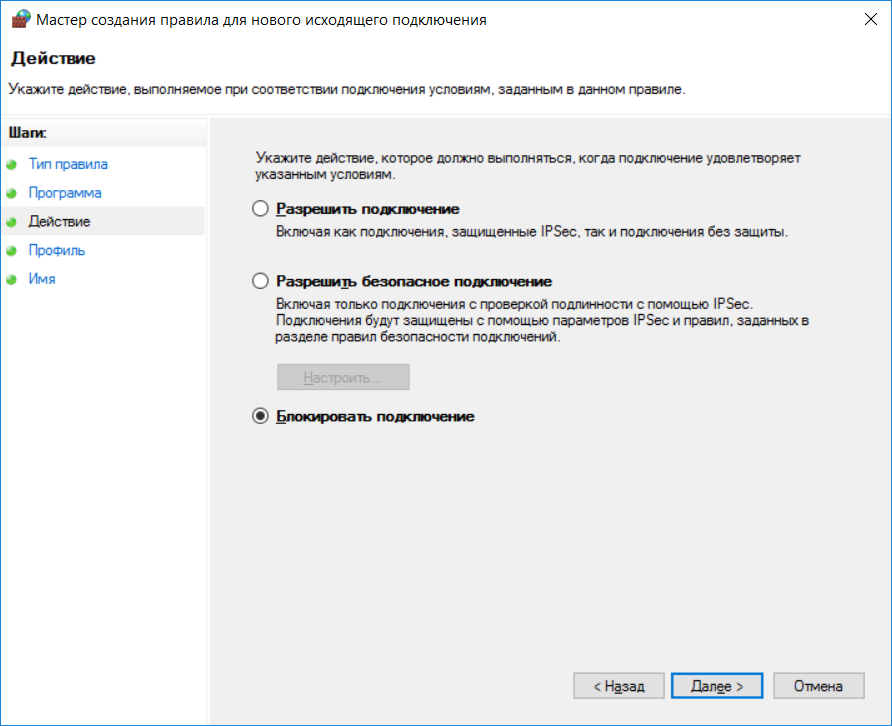 Мастер создания правила для нового исходящего подключения
Действие
Укажите действие, выполняемое при соответствии подключения условиям, заданным в данном правиле.
Шаги:
Тип правила
Программа
Действие
Профиль
Имя
Укажите действие, которое должно выполняться, когда подключение удовлетворяет
указанным условиям.
Разрешить подключение
Включая как подключения, защищенные IPSec, так и подключения без защиты.
Разрешить безопасное подключение
Включая только подключения с проверкой подлинности с помощью IPSec.
Подключения будут защищены с помощью параметров IPSec и правил, заданных в
разделе правил безопасности подключений.
Настроить...
Блокировать подключение
< Назад
Далее >
Отмена